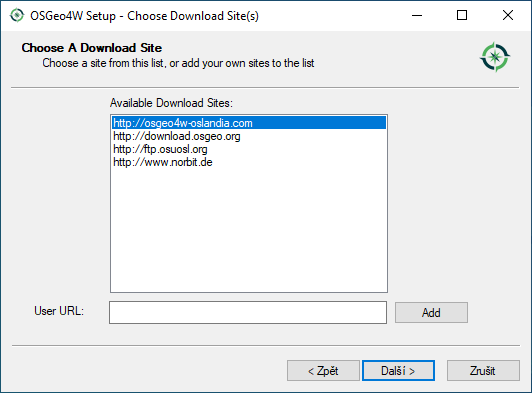 OSGeo4W Setup - Choose Download Site(s)
Choose A Download Site
Choose a site from this list, or add your own sites to the list
Available Download Sites:
http://osgeo4w-oslandia.com
http://download.osgeo.org
http://ftp.osuosl.org
http://www.norbit.de
User URL:
Add
< Zpět
Další >
Zrušit